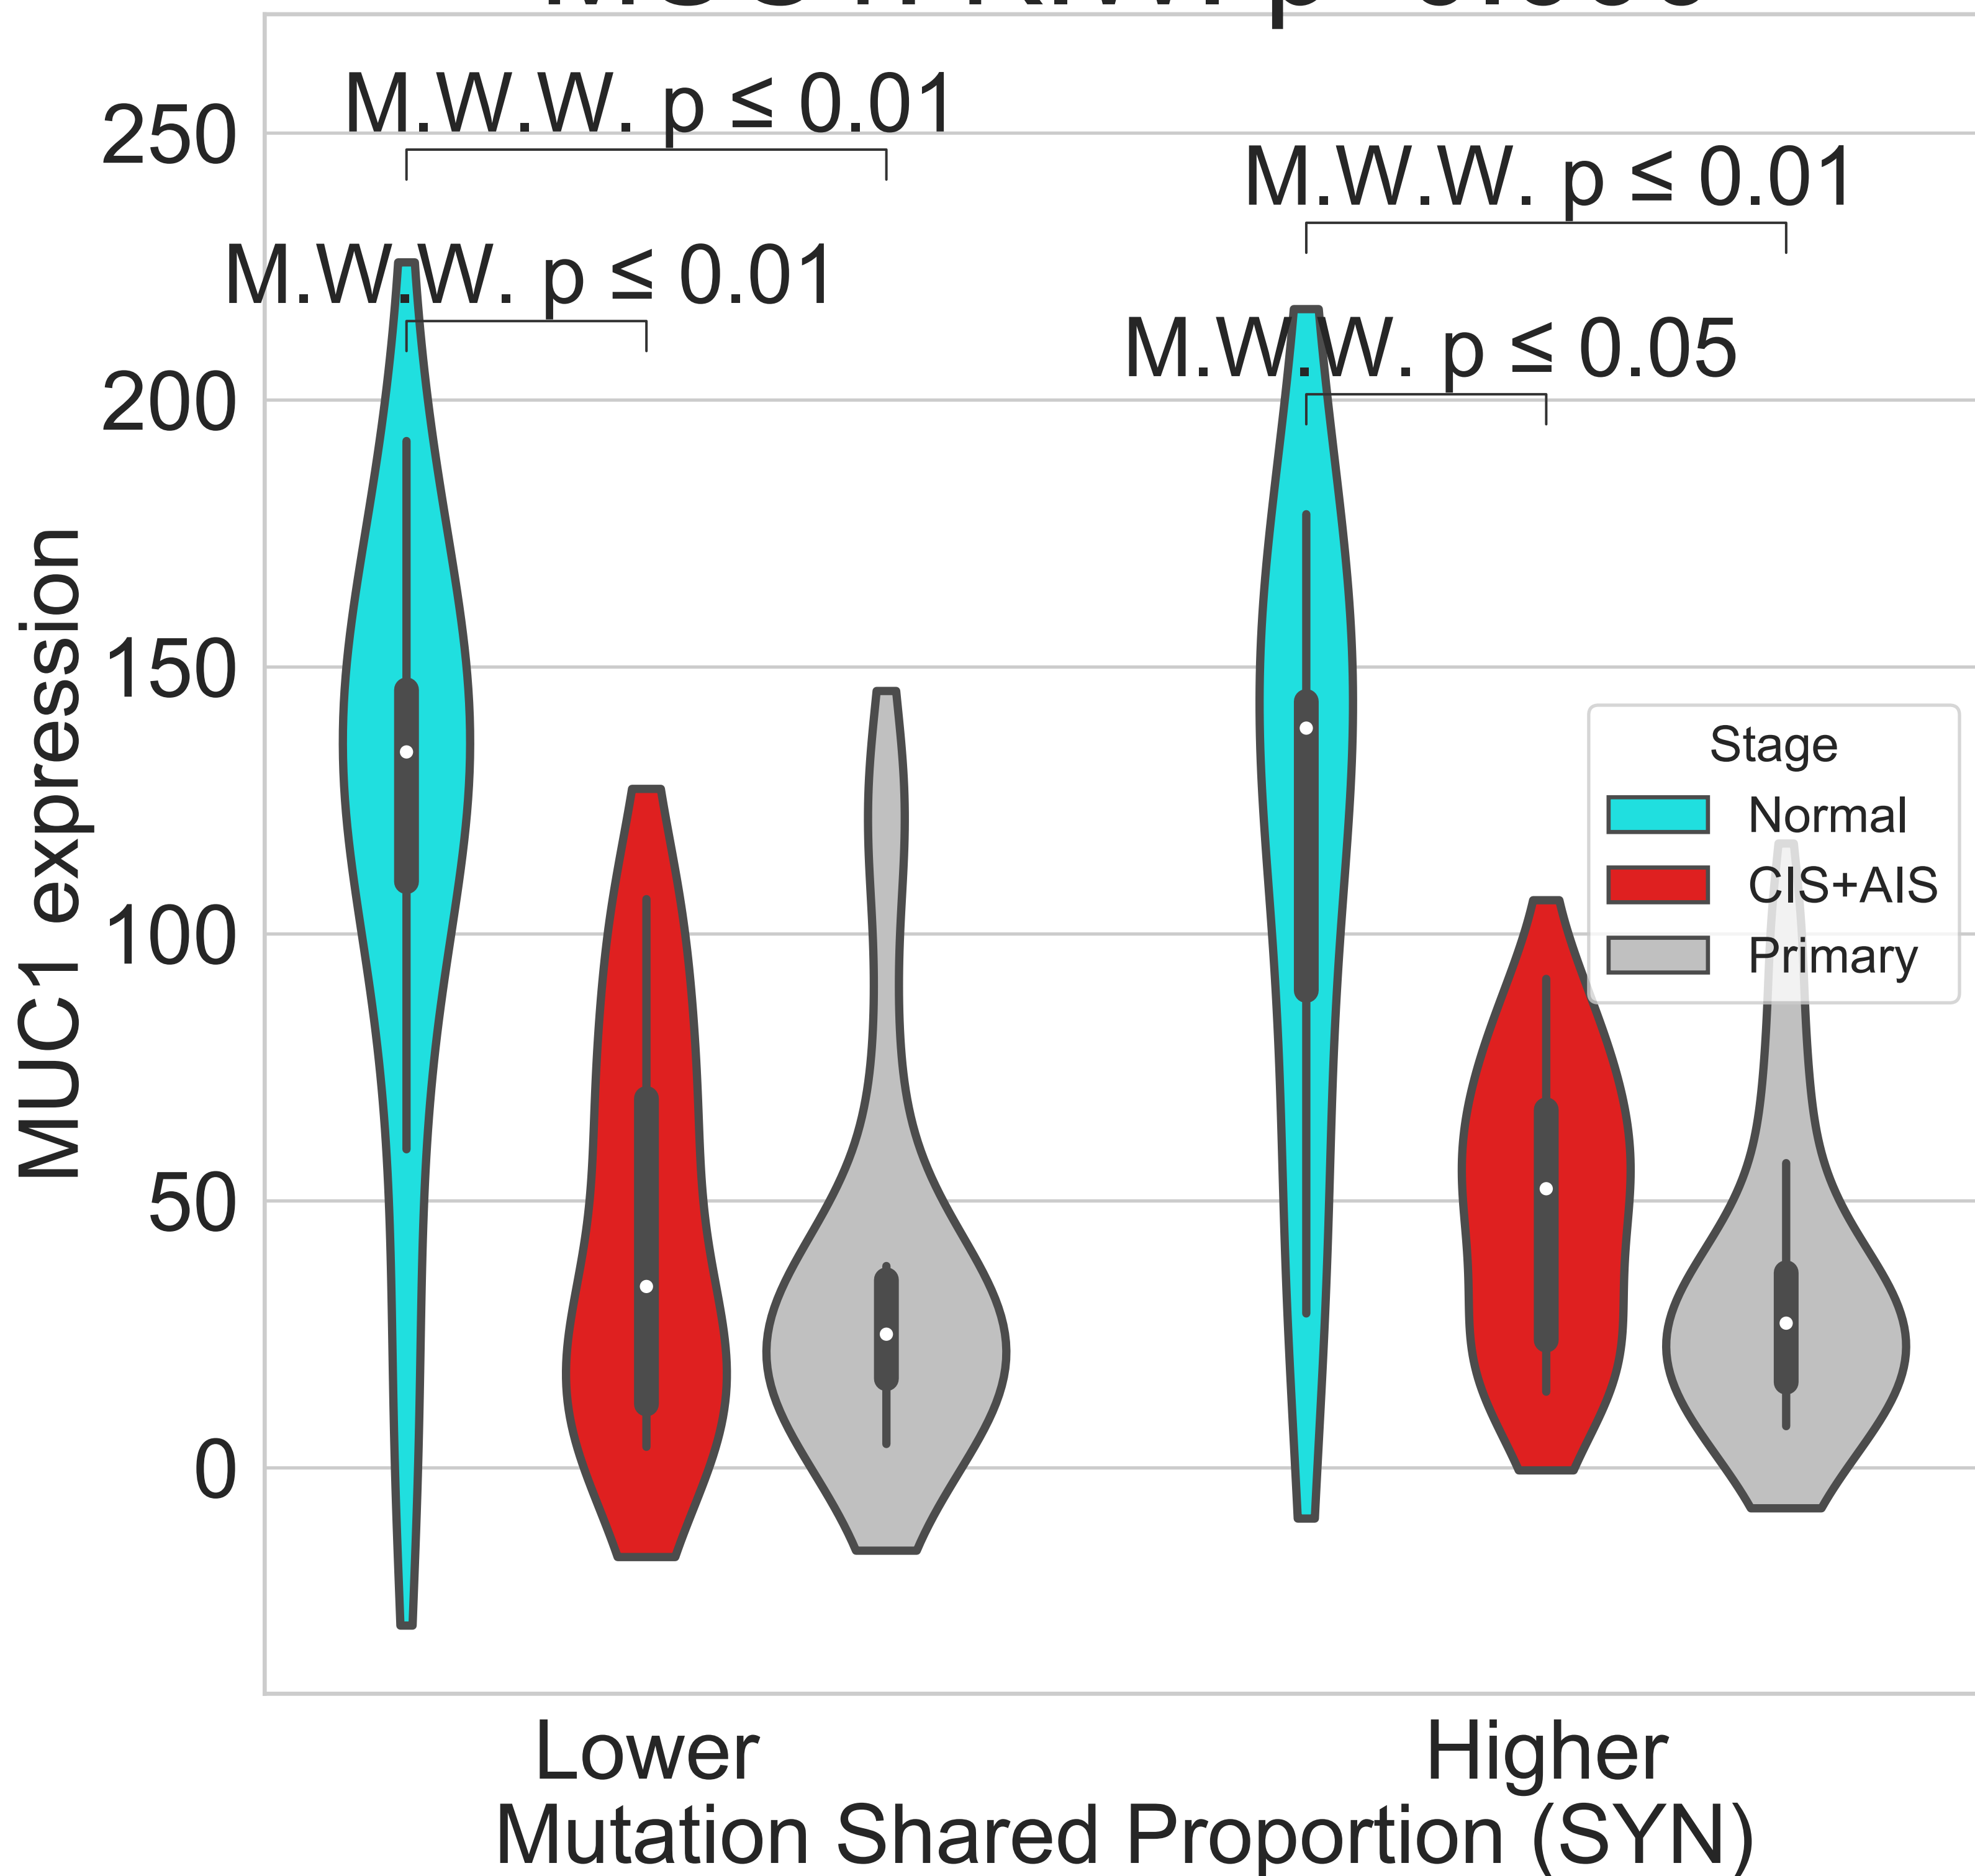 250
200
150
100
50
0
MUC1 expression
M.W.W. p ≤ 0.01
M.W.W. p ≤ 0.01
M.W.W. p ≤ 0.01
M.W.W. p ≤ 0.05
Stage
Normal
CIS+AIS
Primary
Lower
Higher
Mutation Shared Proportion (SYN)